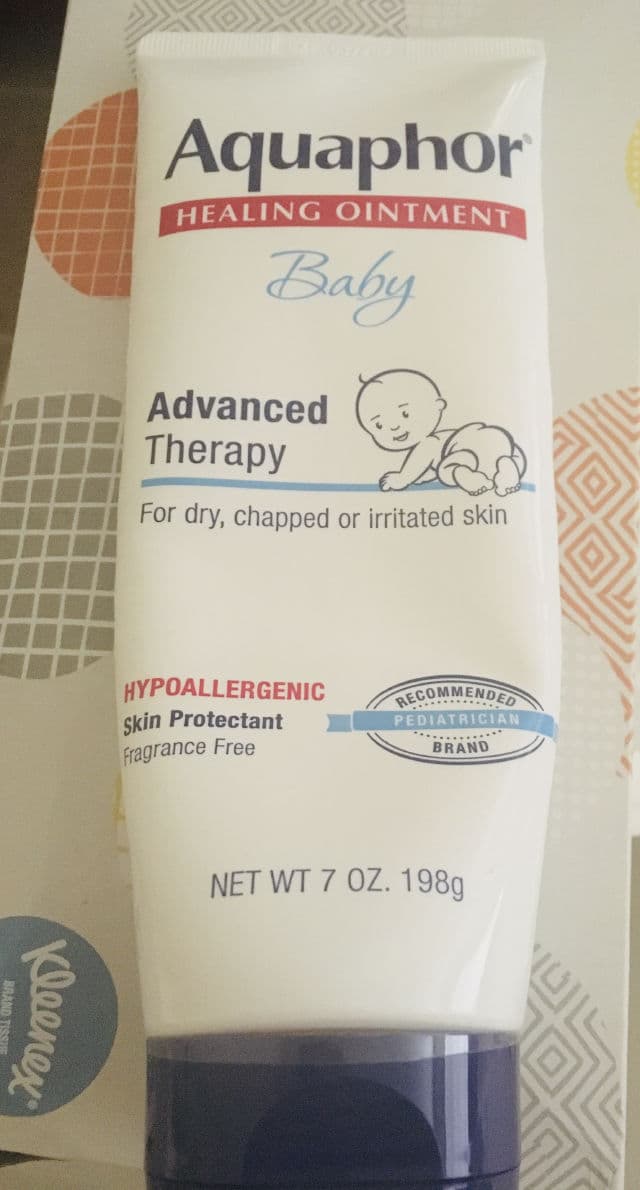 Aquaphor®
HEALING OINTMENT
Baby
Advanced
Therapy
For dry, chapped or irritated skin
HYPOALLERGENIC
Skin Protectant
Fragrance Free
RECOMMENDED
PEDIATRICIAN
BRAND
NET WT 7 OZ. 198g
Kleenex®
BRAND TISSUE